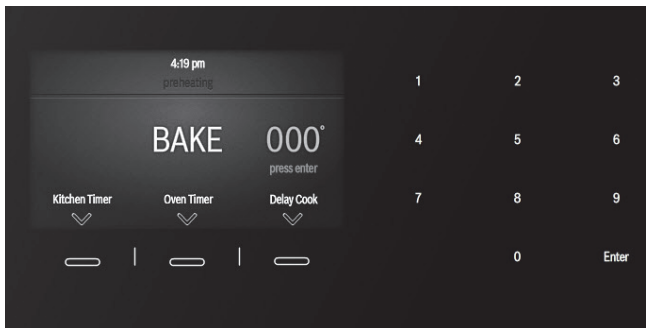 4:19 pm
preheating
BAKE 000°
press enter
Kitchen Timer Oven Timer Delay Cook
1 2 3
4 5 6
7 8 9
0 Enter